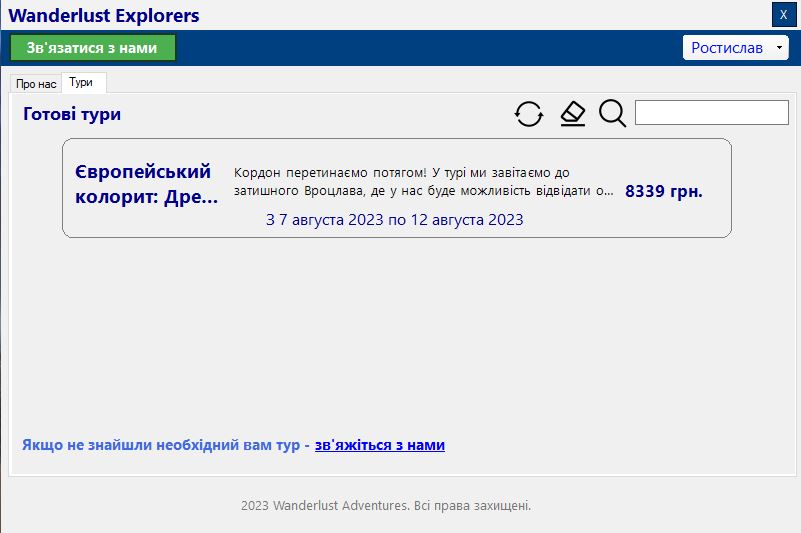 Wanderlust Explorers
X
Зв'язатися з нами
Ростислав
Про нас
Тури
Готові тури
Європейський
колорит: Дре...
Кордон перетинаємо потягом! У турі ми завітаємо до
затишного Вроцлава, де у нас буде можливість відвідати о...
8339 грн.
З 7 августа 2023 по 12 августа 2023
Якщо не знайшли необхідний вам тур - зв'яжіться з нами
2023 Wanderlust Adventures. Всі права захищені.